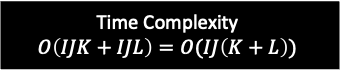 Time Complexity
O(IJK + IJL) = O(IJ(K + L))